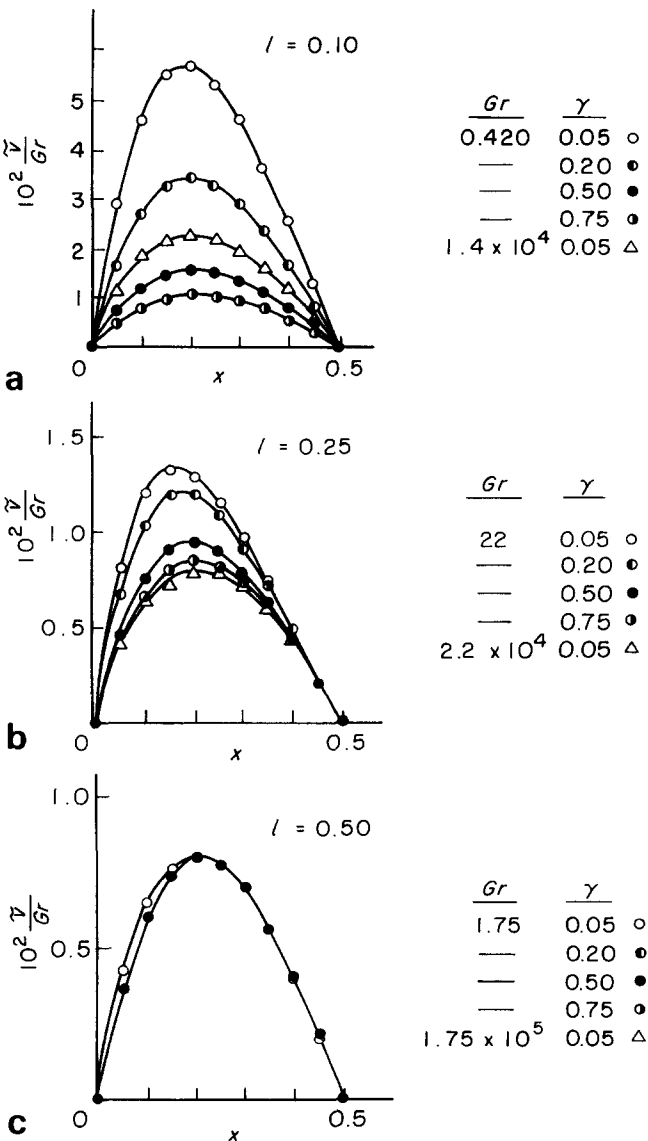 l = 0.10
10² ṽ/Gr
5
4
3
2
1
0
0.5
x
a
Gr γ
0.420 0.05 ○
— 0.20 ◐
— 0.50 ●
— 0.75 ◑
1.4 x 10⁴ 0.05 △
l = 0.25
10² ṽ/Gr
1.5
1.0
0.5
0
0.5
x
b
Gr γ
22 0.05 ○
— 0.20 ◐
— 0.50 ●
— 0.75 ◑
2.2 x 10⁴ 0.05 △
l = 0.50
10² ṽ/Gr
1.0
0.5
0
0.5
x
c
Gr γ
1.75 0.05 ○
— 0.20 ◐
— 0.50 ●
— 0.75 ◑
1.75 x 10⁵ 0.05 △